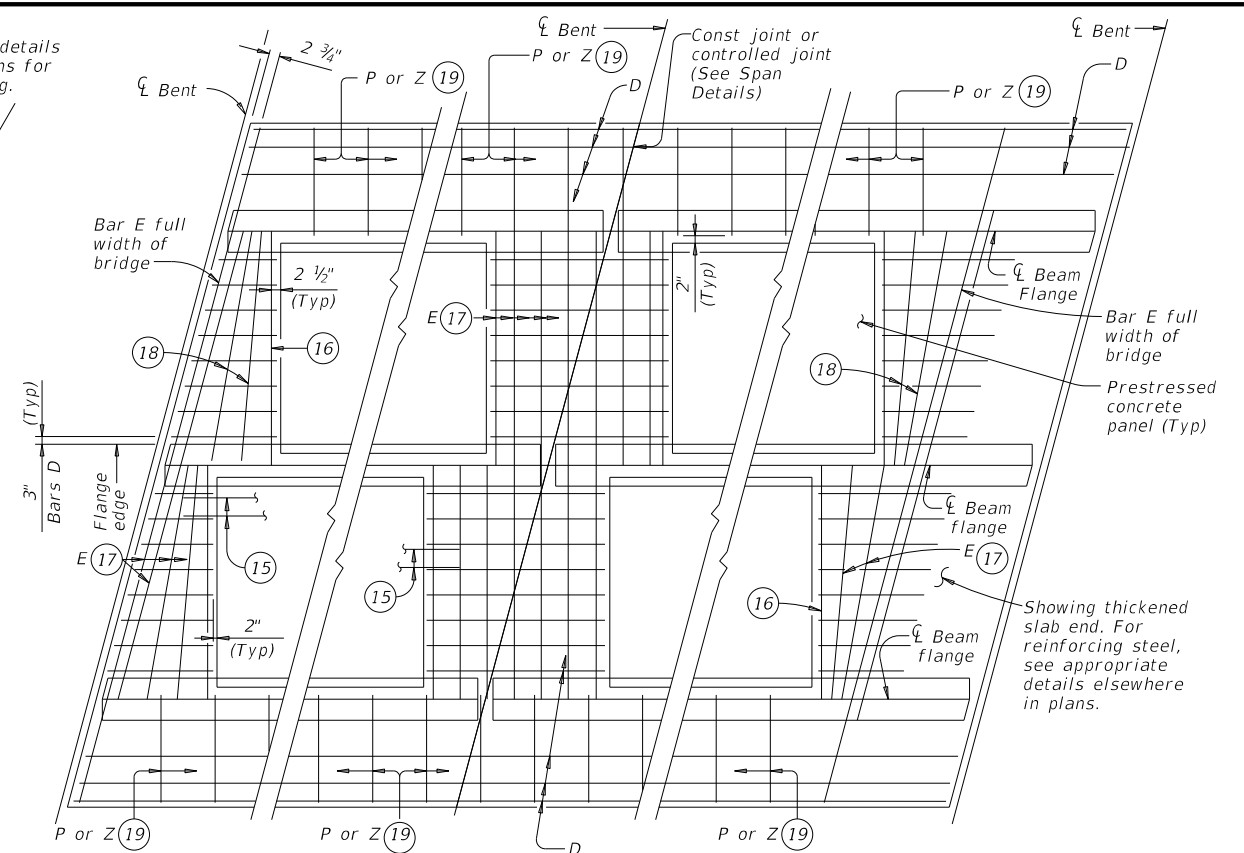 details
ns for
g.
2 ¾"
℄ Bent
P or Z 19
℄ Bent
P or Z 19
D
Const joint or
controlled joint
(See Span
Details)
℄ Bent
D
P or Z 19
Bar E full
width of
bridge
2 ½"
(Typ)
2"
(Typ)
℄ Beam
Flange
E 17
16
18
18
Bar E full
width of
bridge
Prestressed
concrete
panel (Typ)
(Typ)
3"
Bars D
Flange
edge
℄ Beam
flange
E 17
15
15
E 17
16
2"
(Typ)
℄ Beam
flange
Showing thickened
slab end. For
reinforcing steel,
see appropriate
details elsewhere
in plans.
P or Z 19
P or Z 19
D
P or Z 19